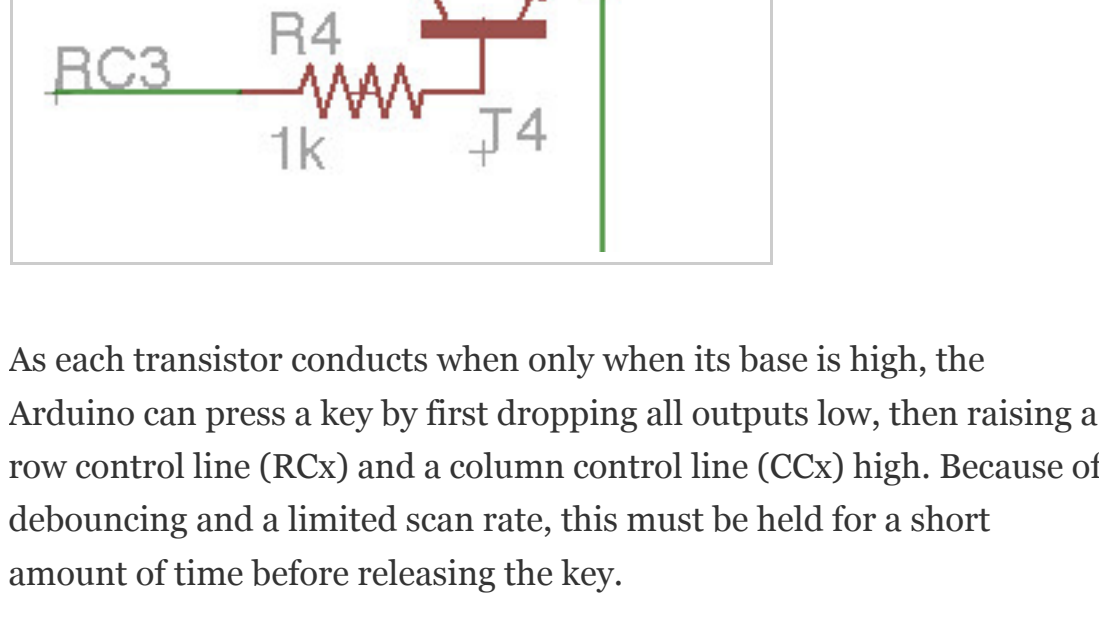 R4
RC3
1k
T4
As each transistor conducts when only when its base is high, the
Arduino can press a key by first dropping all outputs low, then raising a
row control line (RCx) and a column control line (CCx) high. Because of
debouncing and a limited scan rate, this must be held for a short
amount of time before releasing the key.